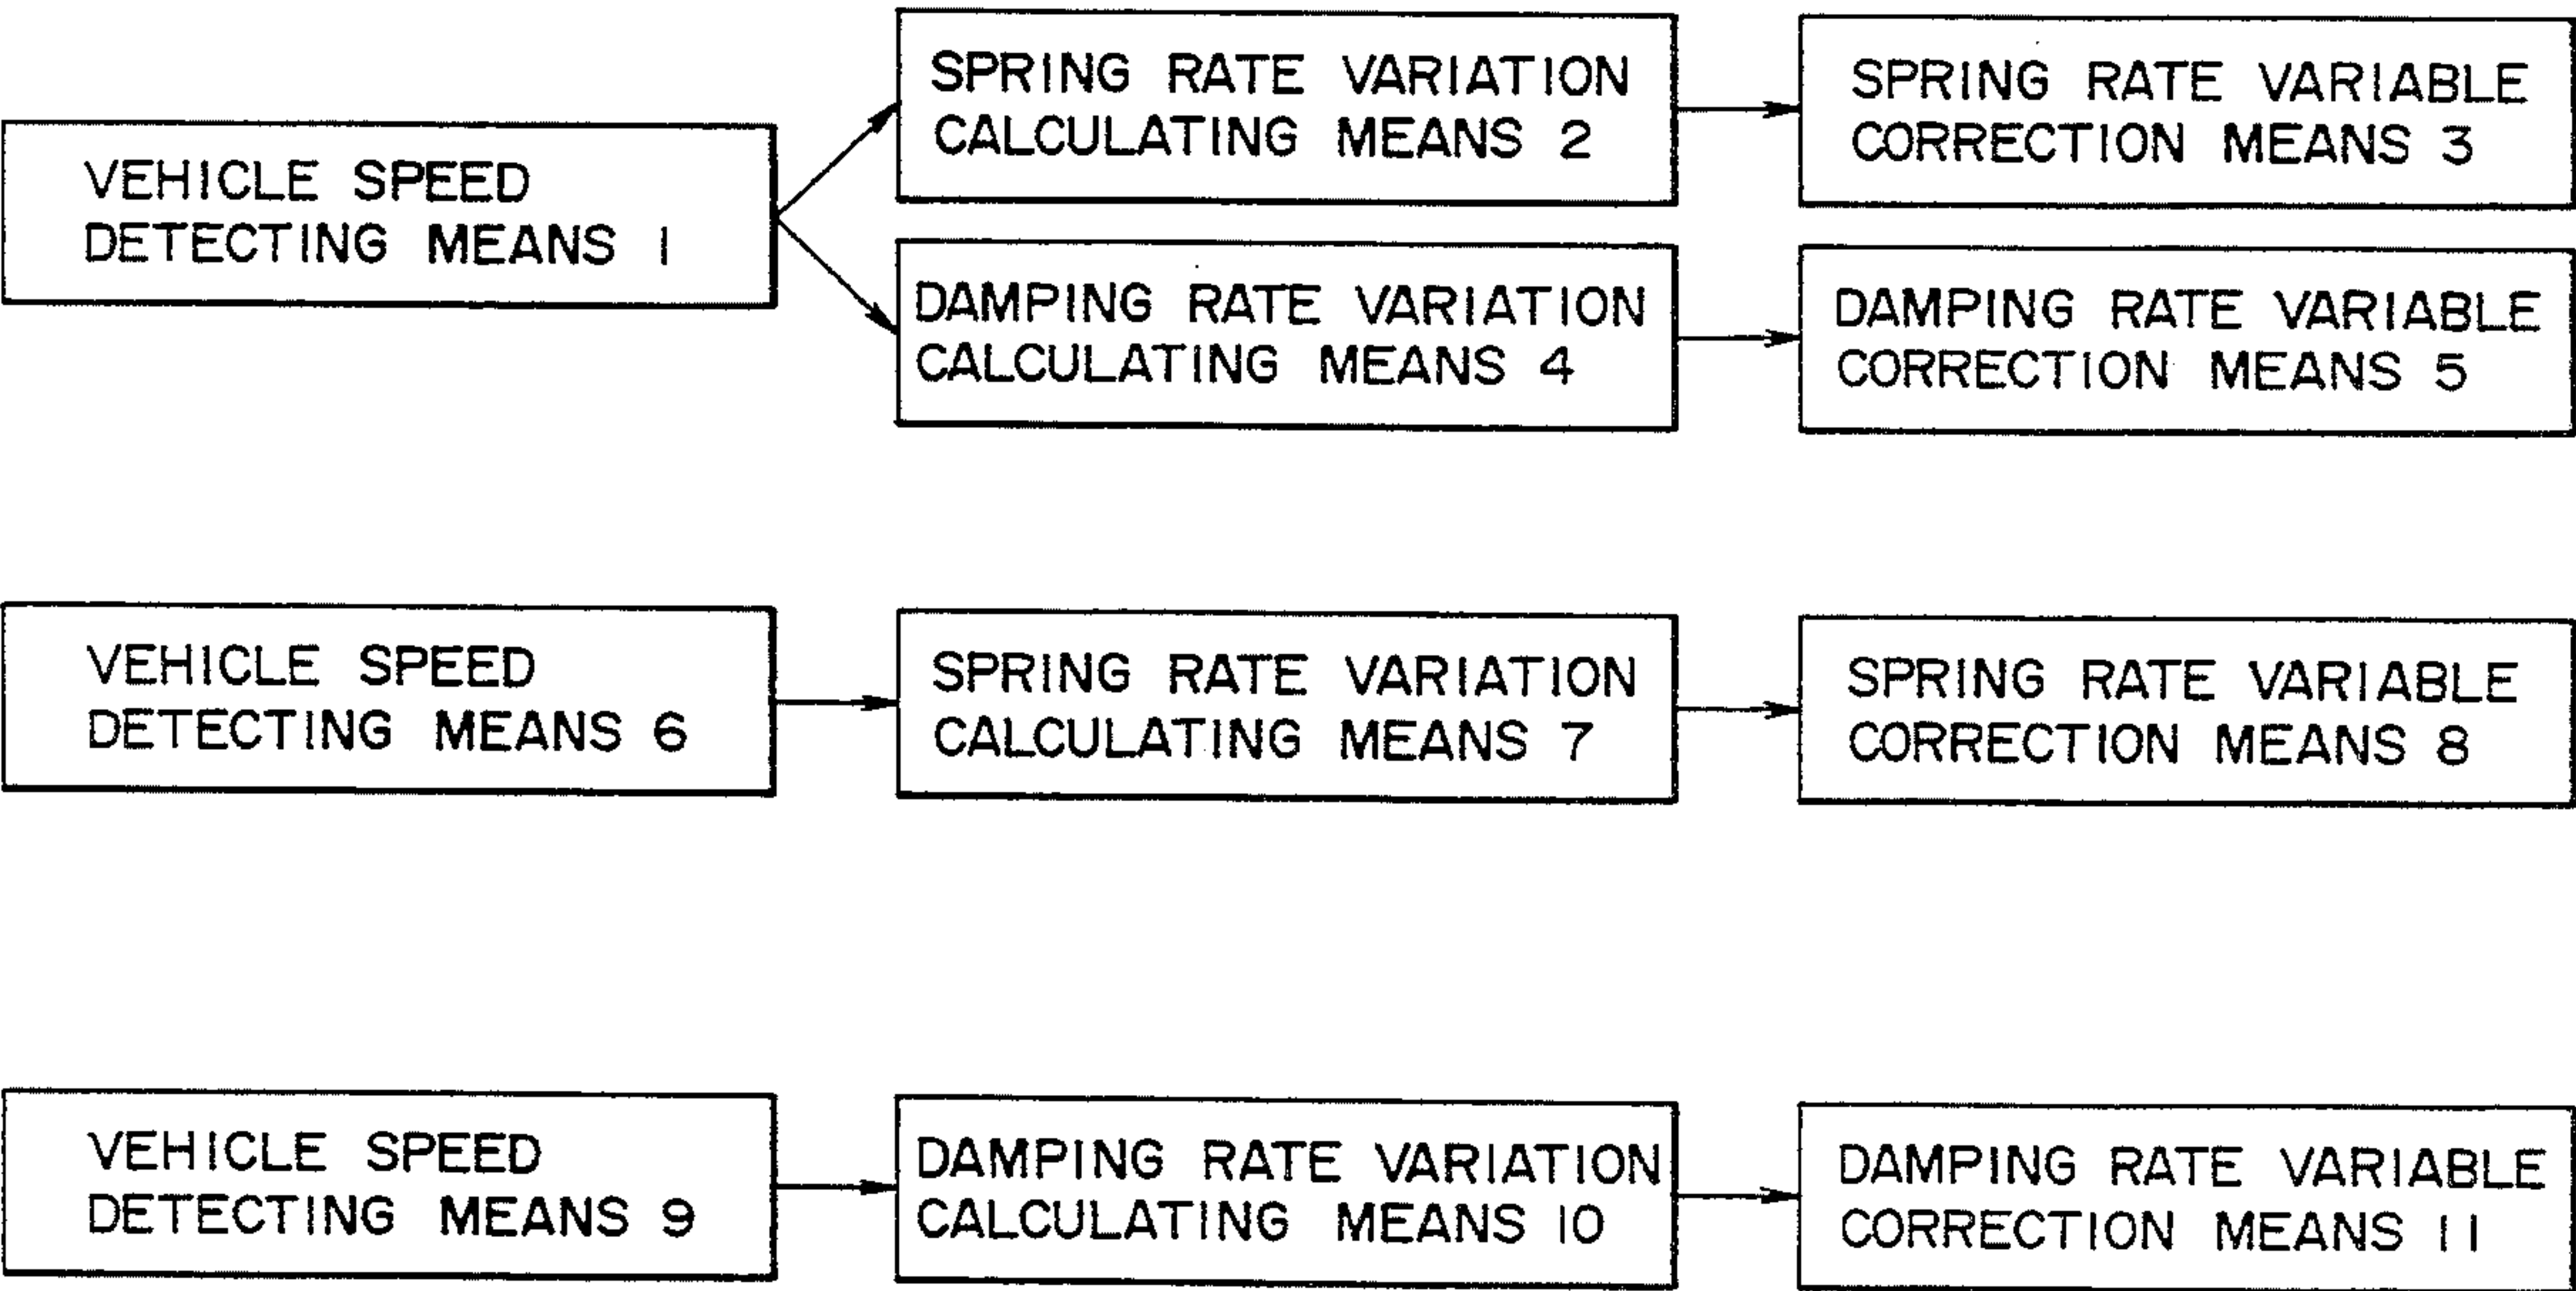 VEHICLE SPEED
DETECTING MEANS 1
SPRING RATE VARIATION
CALCULATING MEANS 2
SPRING RATE VARIABLE
CORRECTION MEANS 3
DAMPING RATE VARIATION
CALCULATING MEANS 4
DAMPING RATE VARIABLE
CORRECTION MEANS 5
VEHICLE SPEED
DETECTING MEANS 6
SPRING RATE VARIATION
CALCULATING MEANS 7
SPRING RATE VARIABLE
CORRECTION MEANS 8
VEHICLE SPEED
DETECTING MEANS 9
DAMPING RATE VARIATION
CALCULATING MEANS 10
DAMPING RATE VARIABLE
CORRECTION MEANS 11